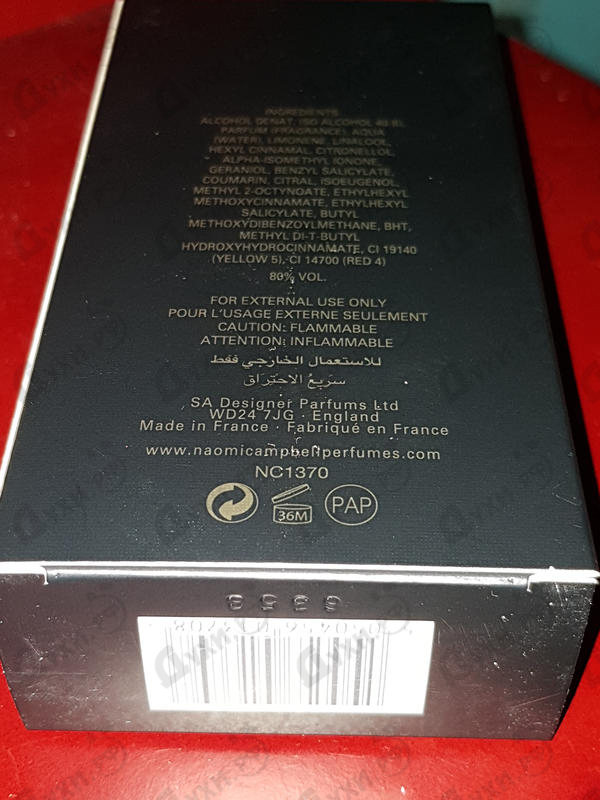 INGREDIENTS
ALCOHOL DENAT. (SD ALCOHOL 40-B),
PARFUM (FRAGRANCE), AQUA
(WATER), LIMONENE, LINALOOL,
HEXYL CINNAMAL, CITRONELLOL,
ALPHA-ISOMETHYL IONONE,
GERANIOL, BENZYL SALICYLATE,
COUMARIN, CITRAL, ISOEUGENOL,
METHYL 2-OCTYNOATE, ETHYLHEXYL
METHOXYCINNAMATE, ETHYLHEXYL
SALICYLATE, BUTYL
METHOXYDIBENZOYLMETHANE, BHT,
METHYL DI-T-BUTYL
HYDROXYHYDROCINNAMATE, CI 19140
(YELLOW 5), CI 14700 (RED 4)
80% VOL.
FOR EXTERNAL USE ONLY
POUR L'USAGE EXTERNE SEULEMENT
CAUTION: FLAMMABLE
ATTENTION: INFLAMMABLE
للاستعمال الخارجي فقط
سريع الاحتراق
SA Designer Parfums Ltd
WD24 7JG · England
Made in France · Fabriqué en France
www.naomicampbellperfumes.com
NC1370
36M
PAP